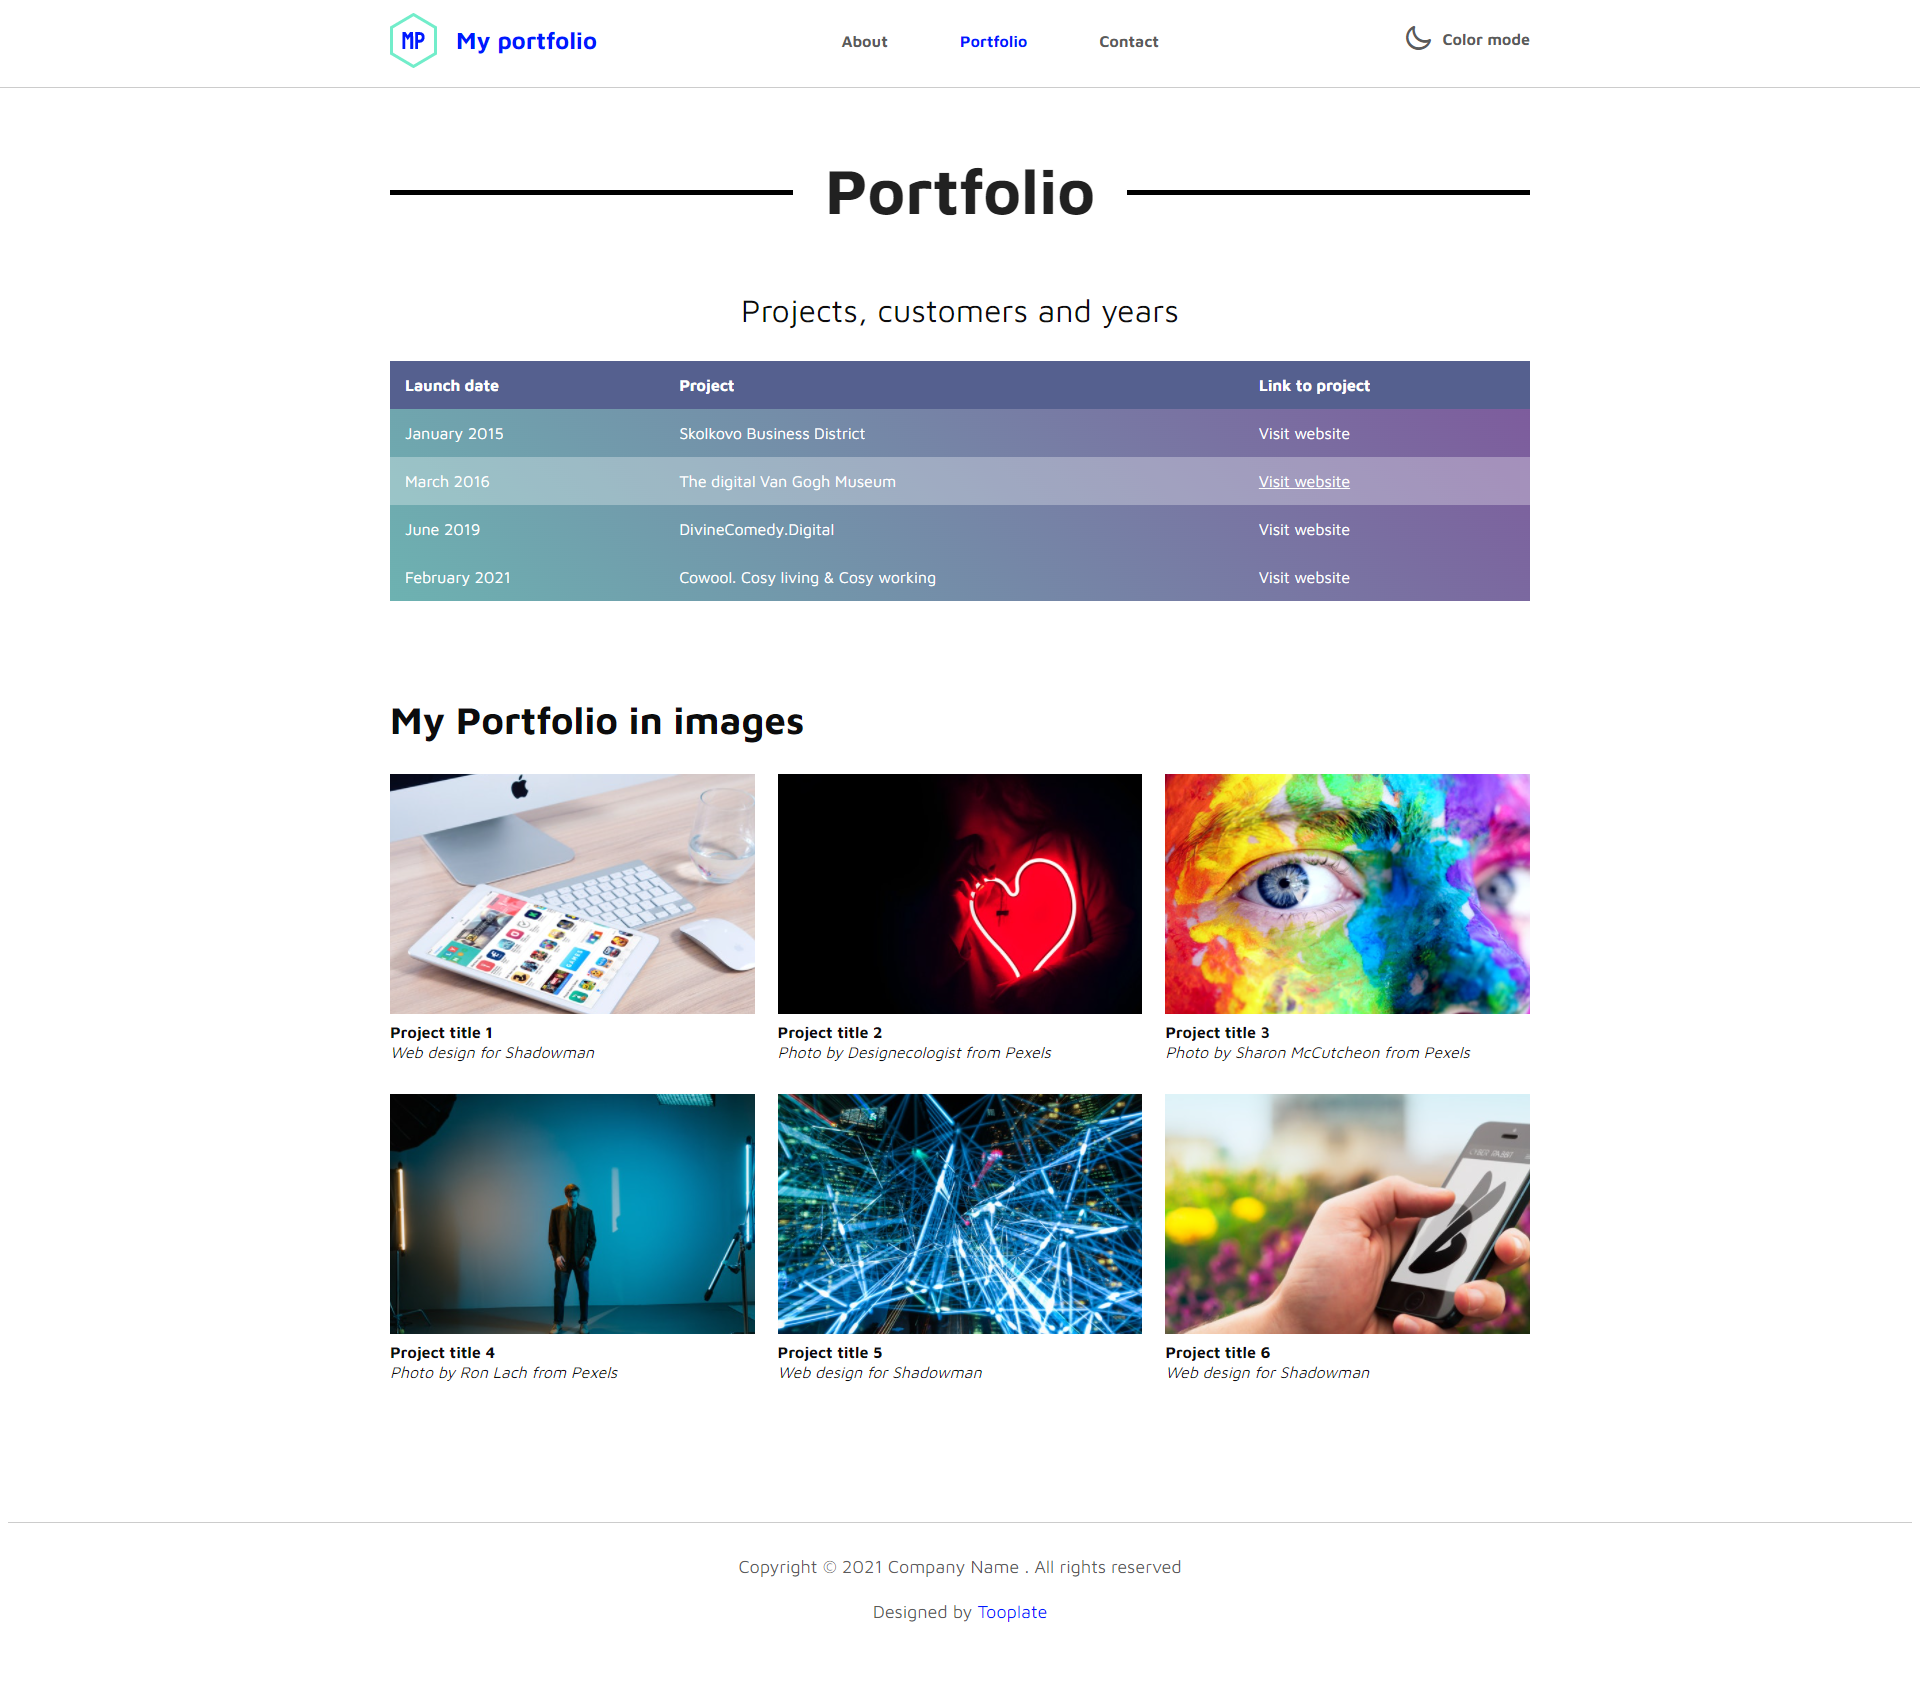 MP My portfolio About Portfolio Contact Color mode
Portfolio
Projects, customers and years
Launch date Project Link to project
January 2015 Skolkovo Business District Visit website
March 2016 The digital Van Gogh Museum Visit website
June 2019 DivineComedy.Digital Visit website
February 2021 Cowool. Cosy living & Cosy working Visit website
My Portfolio in images
Project title 1
Web design for Shadowman
Project title 2
Photo by Designecologist from Pexels
Project title 3
Photo by Sharon McCutcheon from Pexels
Project title 4
Photo by Ron Lach from Pexels
Project title 5
Web design for Shadowman
Project title 6
Web design for Shadowman
Copyright © 2021 Company Name . All rights reserved
Designed by Tooplate